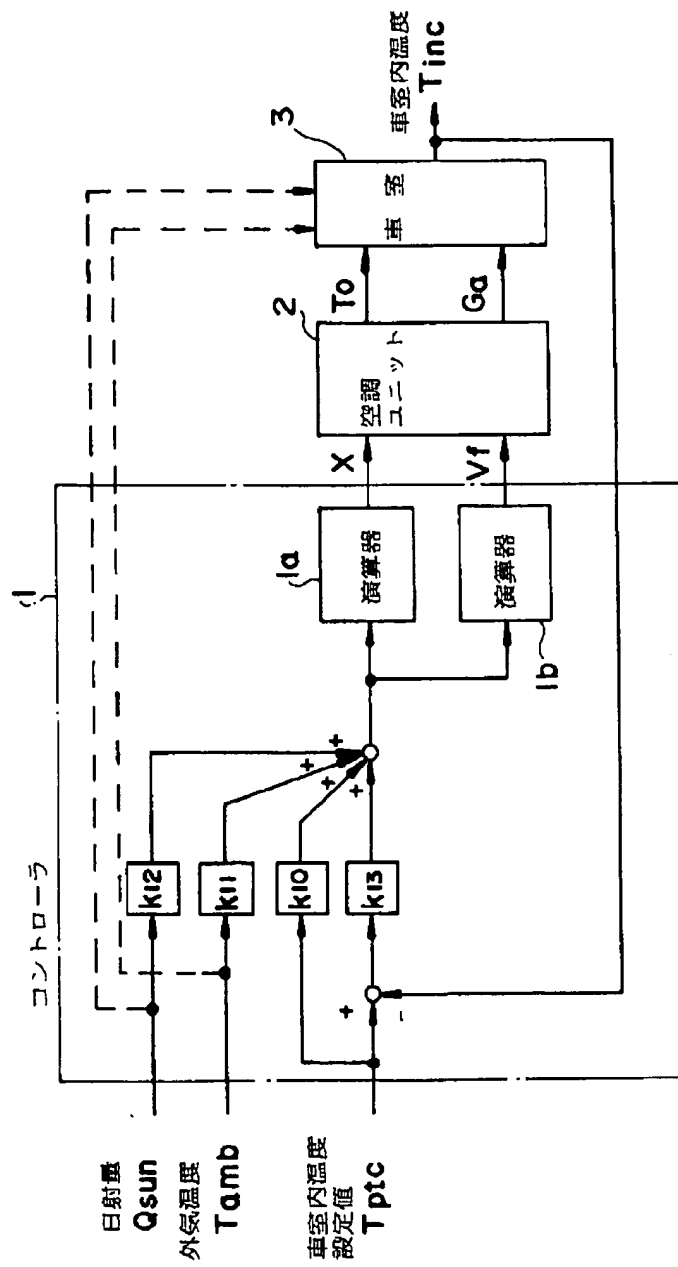 コントローラ
1
日射量
Qsun
外気温度
Tamb
車室内温度
設定値
Tptc
K12
K11
K10
K13
+
+
+
+
+
-
1a
演算器
演算器
1b
X
Vf
2
空調
ユニット
To
Ga
3
車室
車室内温度
Tinc